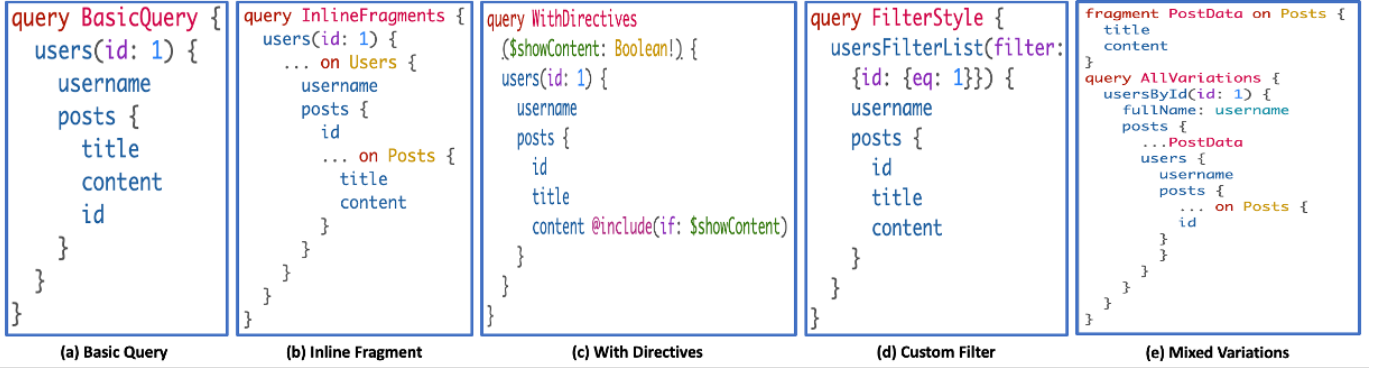 query BasicQuery {
users(id: 1) {
username
posts {
title
content
id
}
}
}
(a) Basic Query
query InlineFragments {
users(id: 1) {
... on Users {
username
posts {
id
... on Posts {
title
content
}
}
}
}
}
(b) Inline Fragment
query WithDirectives
($showContent: Boolean!) {
users(id: 1) {
username
posts {
id
title
content @include(if: $showContent)
}
}
}
(c) With Directives
query FilterStyle {
usersFilterList(filter:
{id: {eq: 1}}) {
username
posts {
id
title
content
}
}
}
(d) Custom Filter
fragment PostData on Posts {
title
content
}
query AllVariations {
usersById(id: 1) {
fullName: username
posts {
...PostData
users {
username
posts {
... on Posts {
id
}
}
}
}
}
}
(e) Mixed Variations